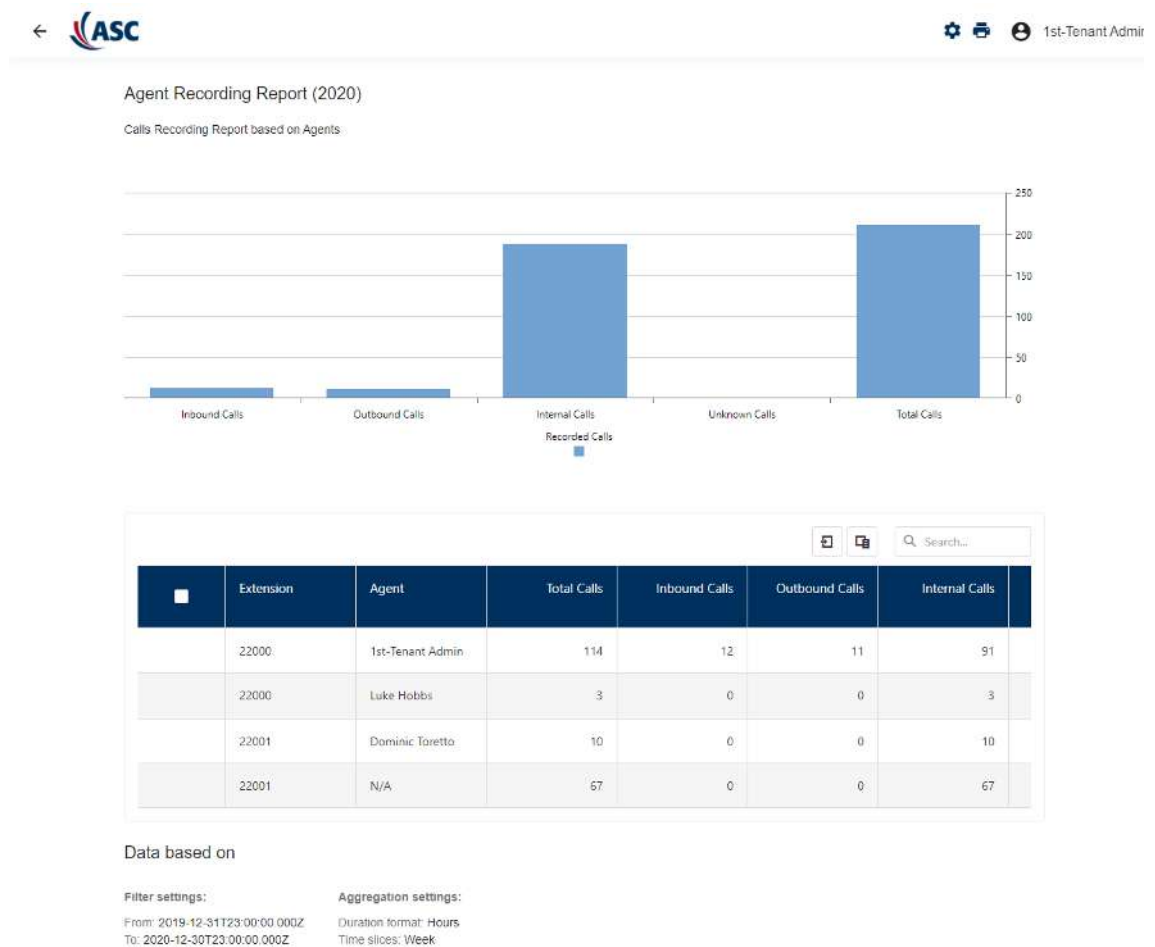 ASC
1st-Tenant Admin
Agent Recording Report (2020)
Calls Recording Report based on Agents
250
200
150
100
50
0
Inbound Calls Outbound Calls Internal Calls Unknown Calls Total Calls
Recorded Calls
Search...
Extension Agent Total Calls Inbound Calls Outbound Calls Internal Calls
22000 1st-Tenant Admin 114 12 11 91
22000 Luke Hobbs 3 0 0 3
22001 Dominic Toretto 10 0 0 10
22001 N/A 67 0 0 67
Data based on
Filter settings: Aggregation settings:
From: 2019-12-31T23:00:00.000Z Duration format: Hours
To: 2020-12-30T23:00:00.000Z Time slices: Week